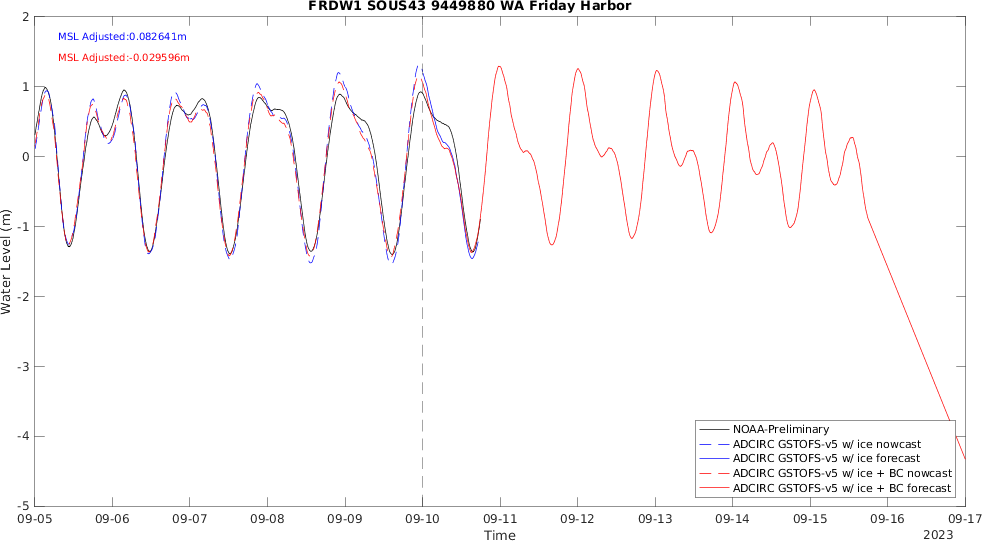 FRDW1 SOUS43 9449880 WA Friday Harbor
MSL Adjusted:0.082641m
MSL Adjusted:-0.029596m
Water Level (m)
2
1
0
-1
-2
-3
-4
-5
NOAA-Preliminary
ADCIRC GSTOFS-v5 w/ ice nowcast
ADCIRC GSTOFS-v5 w/ ice forecast
ADCIRC GSTOFS-v5 w/ ice + BC nowcast
ADCIRC GSTOFS-v5 w/ ice + BC forecast
09-05 09-06 09-07 09-08 09-09 09-10 09-11 09-12 09-13 09-14 09-15 09-16 09-17
Time
2023